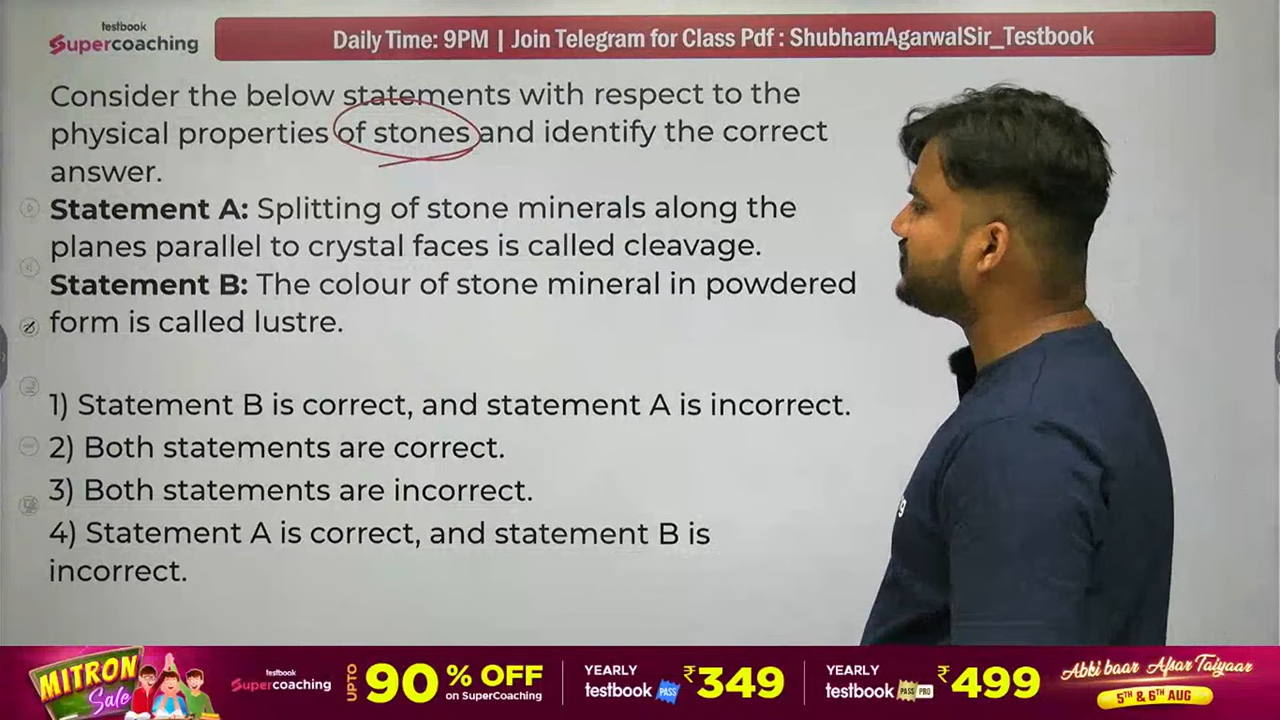 testbook
Supercoaching
Daily Time: 9PM | Join Telegram for Class Pdf : ShubhamAgarwalSir_Testbook
Consider the below statements with respect to the
physical properties of stones and identify the correct
answer.
Statement A: Splitting of stone minerals along the
planes parallel to crystal faces is called cleavage.
Statement B: The colour of stone mineral in powdered
form is called lustre.
1) Statement B is correct, and statement A is incorrect.
2) Both statements are correct.
3) Both statements are incorrect.
4) Statement A is correct, and statement B is
incorrect.
MITRON
Sale
testbook
Supercoaching
UPTO 90% OFF
on SuperCoaching
YEARLY
testbook PASS
₹349
YEARLY
testbook PASS PRO
₹499
Abki baar Afsar Taiyaar
5TH & 6TH AUG